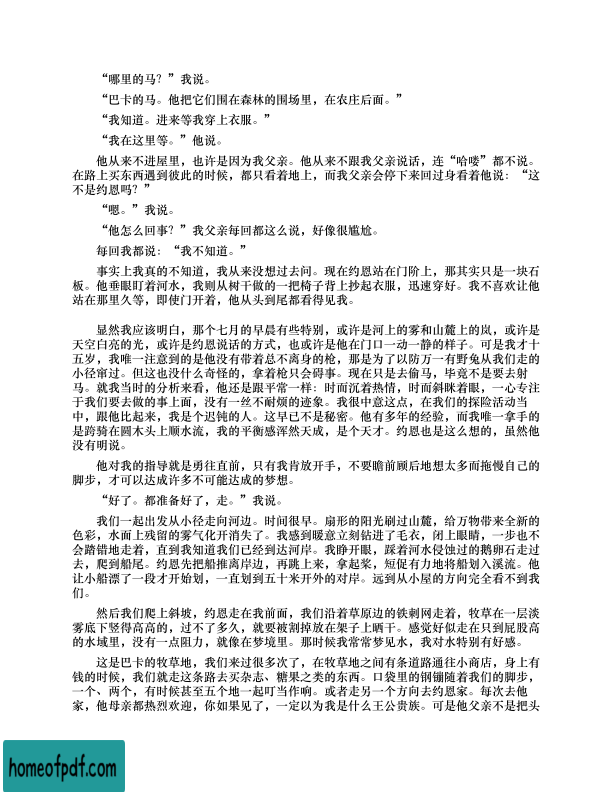 “哪里的马？”我说。
“巴卡的马。他把它们围在森林的围场里，在农庄后面。”
“我知道。进来等我穿上衣服。”
“我在这里等。”他说。
他从来不进屋里，也许是因为我父亲。他从来不跟我父亲说话，连“哈喽”都不说。
在路上买东西遇到彼此的时候，都只看着地上，而我父亲会停下来回过身看着他说：“这
不是约恩吗？”
“嗯。”我说。
“他怎么回事？”我父亲每回都这么说，好像很尴尬。
每回我都说：“我不知道。”
事实上我真的不知道，我从来没想过去问。现在约恩站在门阶上，那其实只是一块石
板。他垂眼盯着河水，我则从树干做的一把椅子背上抄起衣服，迅速穿好。我不喜欢让他
站在那里久等，即使门开着，他从头到尾都看得见我。
显然我应该明白，那个七月的早晨有些特别，或许是河上的雾和山麓上的岚，或许是
天空白亮的光，或许是约恩说话的方式，也或许是他在门口一动一静的样子。可是我才十
五岁，我唯一注意到的是他没有带着总不离身的枪，那是为了以防万一有野兔从我们走的
小径窜过。但这也没什么奇怪的，拿着枪只会碍事。现在只是去偷马，毕竟不是要去射
马。就我当时的分析来看，他还是跟平常一样：时而沉着热情，时而斜眯着眼，一心专注
于我们要去做的事上面，没有一丝不耐烦的迹象。我很中意这点，在我们的探险活动当
中，跟他比起来，我是个迟钝的人。这早已不是秘密。他有多年的经验，而我唯一拿手的
是跨骑在圆木头上顺水流，我的平衡感浑然天成，是个天才。约恩也是这么想的，虽然他
没有明说。
他对我的指导就是勇往直前，只有我肯放开手，不要瞻前顾后地想太多而拖慢自己的
脚步，才可以达成许多不可能达成的梦想。
“好了。都准备好了，走。”我说。
我们一起出发从小径走向河边。时间很早。扇形的阳光刷过山麓，给万物带来全新的
色彩，水面上残留的雾气化开消失了。我感到暖意立刻钻进了毛衣，闭上眼睛，一步也不
会踏错地走着，直到我知道我们已经到达河岸。我睁开眼，踩着河水侵蚀过的鹅卵石走过
去，爬到船尾。约恩先把船推离岸边，再跳上来，拿起桨，短促有力地将船划入溪流。他
让小船漂了一段才开始划，一直划到五十米开外的对岸。远到从小屋的方向完全看不到我
们。
然后我们爬上斜坡，约恩走在我前面，我们沿着草原边的铁刺网走着，牧草在一层淡
雾底下竖得高高的，过不了多久，就要被割掉放在架子上晒干。感觉好似走在只到屁股高
的水域里，没有一点阻力，就像在梦境里。那时候我常常梦见水，我对水特别有好感。
这是巴卡的牧草地，我们来过很多次了，在牧草地之间有条道路通往小商店，身上有
钱的时候，我们就走这条路去买杂志、糖果之类的东西。口袋里的钢镚随着我们的脚步，
一个、两个，有时候甚至五个地一起叮当作响。或者走另一个方向去约恩家。每次去他
家，他母亲都热烈欢迎，你如果见了，一定以为我是什么王公贵族。可是他父亲不是把头
homeofpdf.com